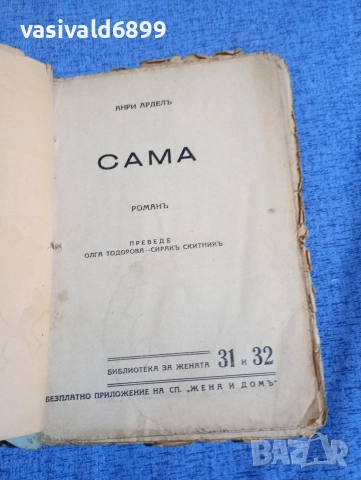 vasivald6899
АНРИ АРДЕЛЪ
САМА
РОМАНЪ
ПРЕВЕДЕ
ОЛГА ТОДОРОВА – СИРАКЪ СКИТНИКЪ
БИБЛИОТЕКА ЗА ЖЕНАТА 31 и 32
БЕЗПЛАТНО ПРИЛОЖЕНИЕ НА СП. „ЖЕНА И ДОМЪ"
BAZAR